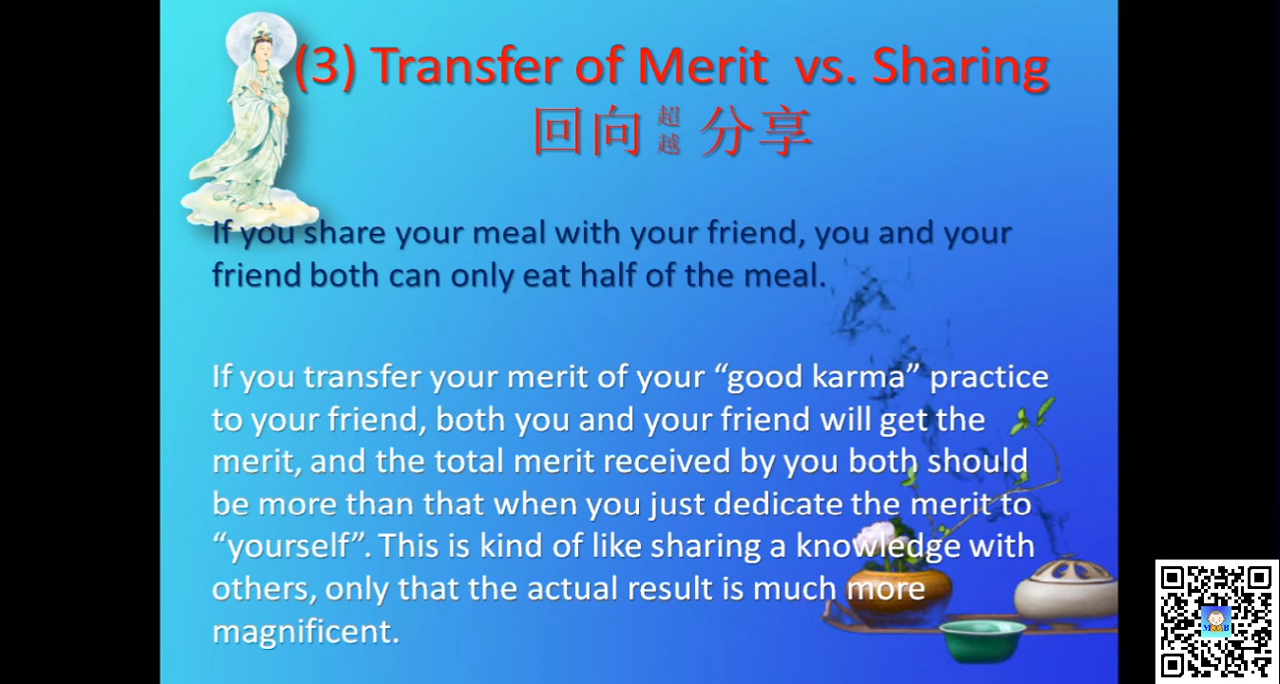 (3) Transfer of Merit vs. Sharing
回向 超越 分享
If you share your meal with your friend, you and your
friend both can only eat half of the meal.
If you transfer your merit of your “good karma” practice
to your friend, both you and your friend will get the
merit, and the total merit received by you both should
be more than that when you just dedicate the merit to
“yourself”. This is kind of like sharing a knowledge with
others, only that the actual result is much more
magnificent.